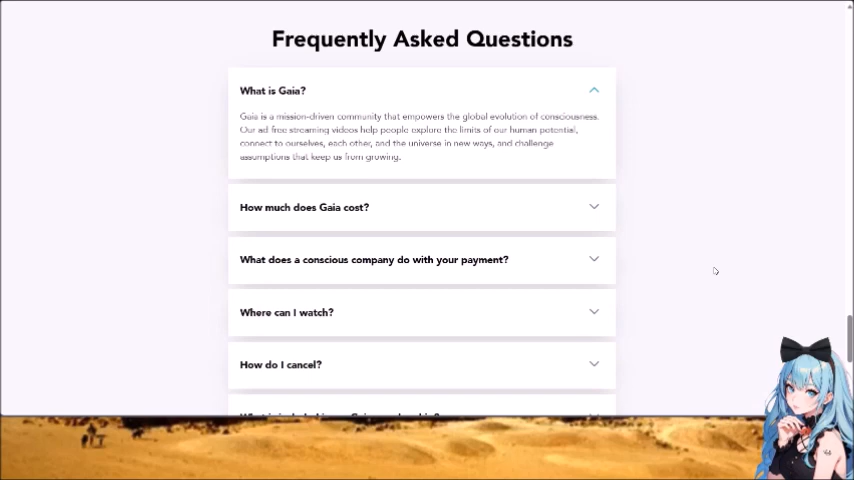 Frequently Asked Questions
What is Gaia?
Gaia is a mission-driven community that empowers the global evolution of consciousness.
Our ad-free streaming videos help people explore the limits of our human potential,
connect to ourselves, each other, and the universe in new ways, and challenge
assumptions that keep us from growing.
How much does Gaia cost?
What does a conscious company do with your payment?
Where can I watch?
How do I cancel?